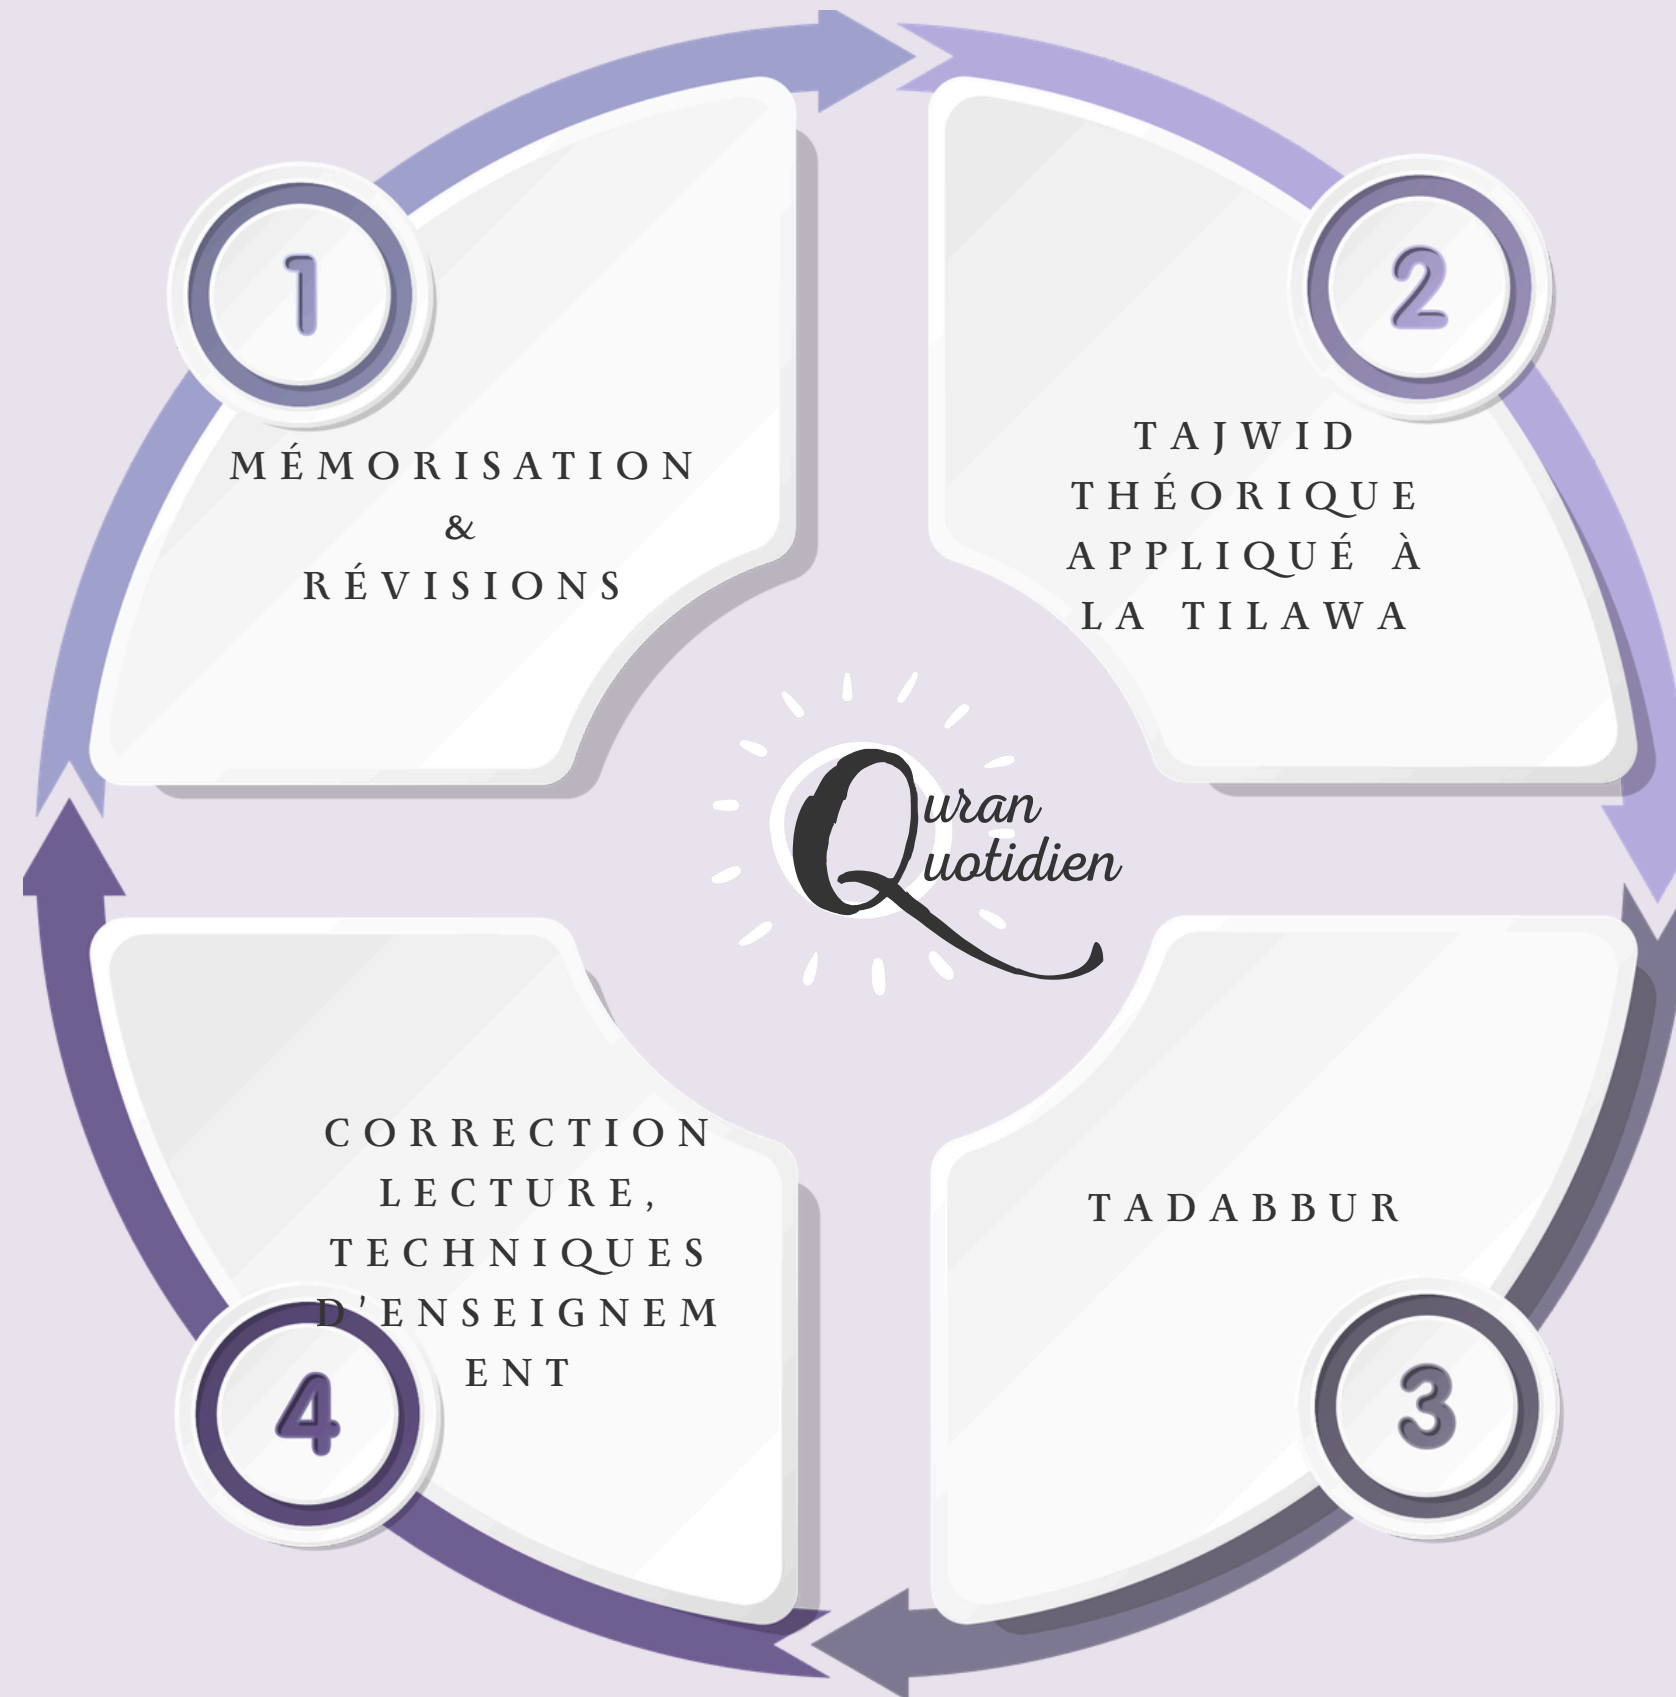 1
MÉMORISATION
&
RÉVISIONS
2
TAJWID
THÉORIQUE
APPLIQUÉ À
LA TILAWA
Quran
Quotidien
CORRECTION
LECTURE,
TECHNIQUES
D'ENSEIGNEM
ENT
4
TADABBUR
3